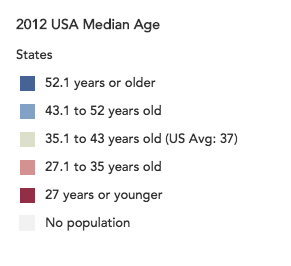 2012 USA Median Age
States
52.1 years or older
43.1 to 52 years old
35.1 to 43 years old (US Avg: 37)
27.1 to 35 years old
27 years or younger
No population